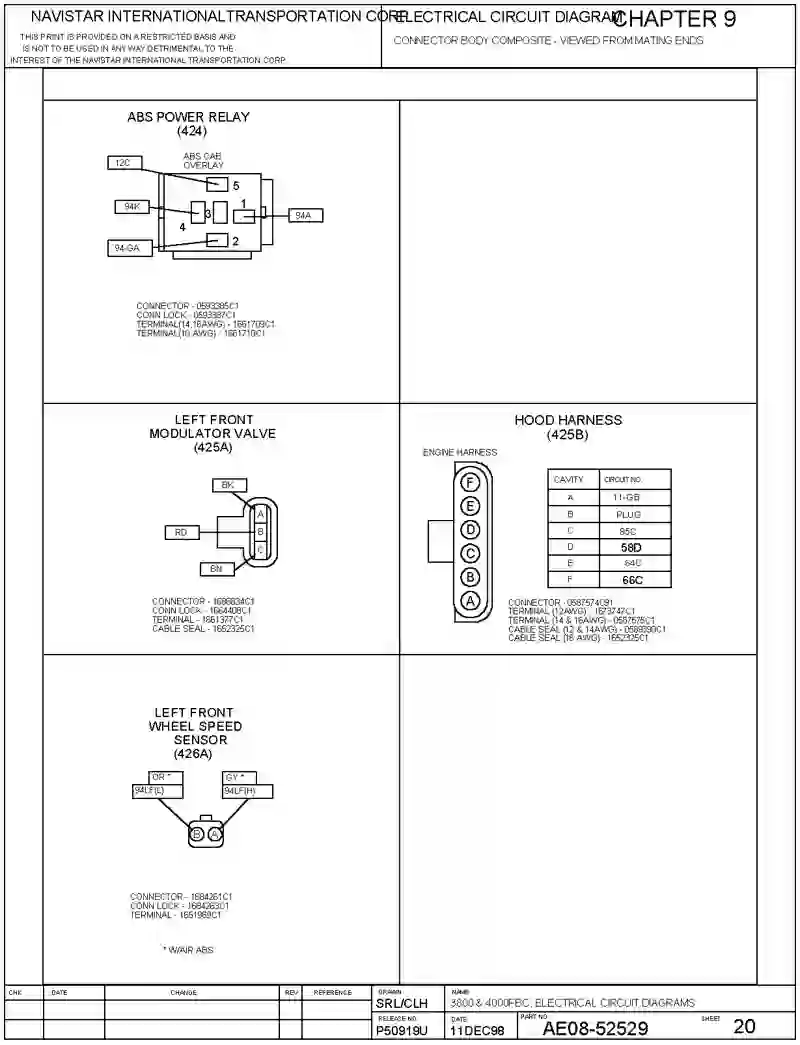 NAVISTAR INTERNATIONAL TRANSPORTATION CORP.
ELECTRICAL CIRCUIT DIAGRAM
CHAPTER 9
THIS PRINT IS PROVIDED ON A RESTRICTED BASIS AND
IS NOT TO BE USED IN ANY WAY DETRIMENTAL TO THE
INTEREST OF THE NAVISTAR INTERNATIONAL TRANSPORTATION CORP.
CONNECTOR BODY COMPOSITE - VIEWED FROM MATING ENDS
ABS POWER RELAY
(424)
ABS CAB
OVERLAY
12C
5
94K
3
1
94A
4
94-GA
2
CONNECTOR - 0593385C1
CONN LOCK - 0593387C1
TERMINAL(14,16AWG) - 1661709C1
TERMINAL(10 AWG) - 1661710C1
LEFT FRONT
MODULATOR VALVE
(425A)
BK
A
RD
B
C
BN
CONNECTOR - 1686834C1
CONN LOCK - 1664408C1
TERMINAL - 1661377C1
CABLE SEAL - 1652325C1
HOOD HARNESS
(425B)
ENGINE HARNESS
F
E
D
C
B
A
CAVITY CIRCUIT NO.
A 11-GB
B PLUG
C 85C
D 58D
E 64C
F 66C
CONNECTOR - 0587574C91
TERMINAL (12AWG) - 1673747C1
TERMINAL (14 & 16AWG) - 0587575C1
CABLE SEAL (12 & 14AWG) - 0589390C1
CABLE SEAL (16 AWG) - 1652325C1
LEFT FRONT
WHEEL SPEED
SENSOR
(426A)
OR * GY *
94LF(L) 94LF(H)
B A
CONNECTOR - 1684261C1
CONN LOCK - 1684263C1
TERMINAL - 1651969C1
* W/AIR ABS
CHK DATE CHANGE REV REFERENCE
DRAWN
SRL/CLH
NAME
3800 & 4000FBC, ELECTRICAL CIRCUIT DIAGRAMS
RELEASE NO.
P50919U
DATE
11DEC98
PART NO.
AE08-52529
SHEET
20